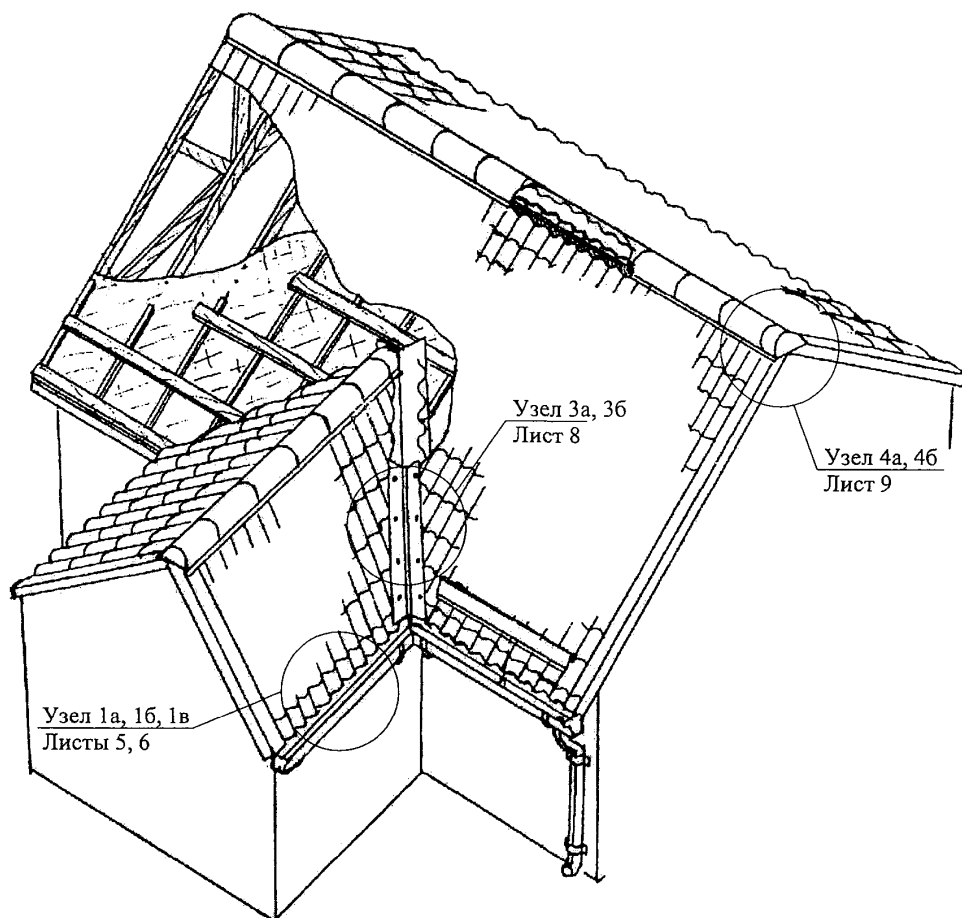 Узел 3а, 3б
Лист 8
Узел 4а, 4б
Лист 9
Узел 1а, 1б, 1в
Листы 5, 6